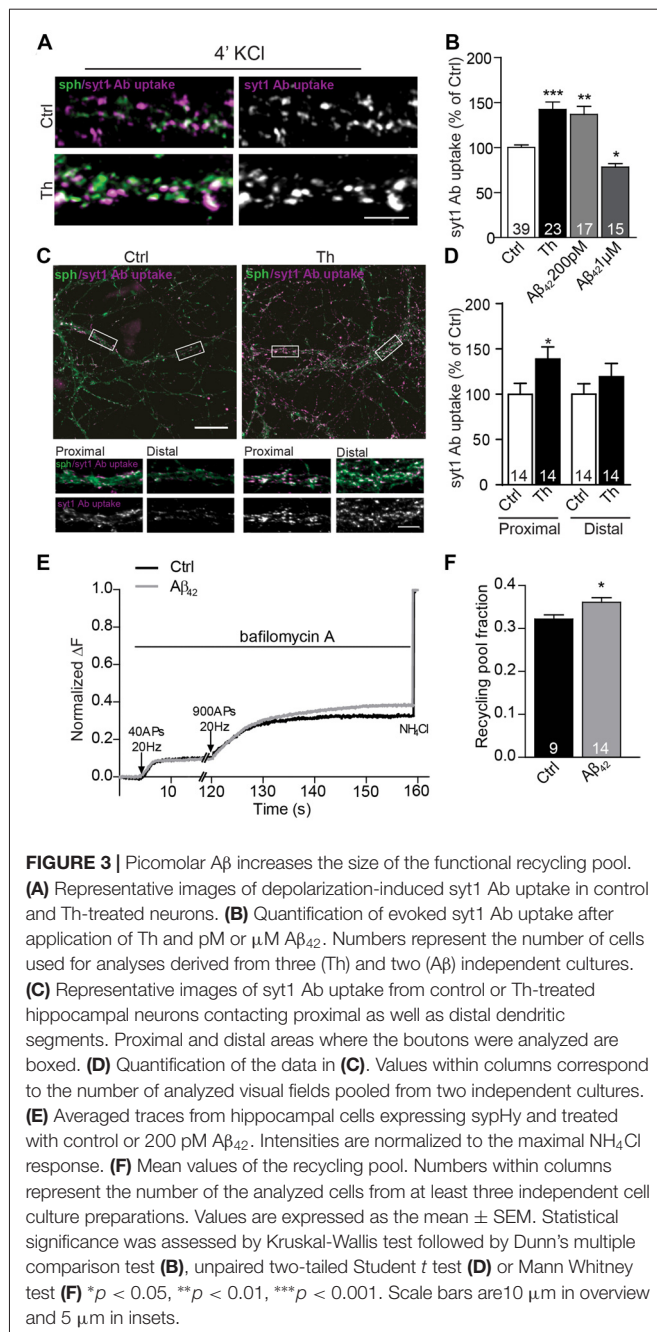 A
4' KCl
sph/syt1 Ab uptake
syt1 Ab uptake
Ctrl
Th
B
syt1 Ab uptake (% of Ctrl)
200
150
100
50
0
***
**
*
39
23
17
15
Ctrl
Th
Aβ42 200pM
Aβ42 1μM
C
Ctrl
Th
sph/syt1 Ab uptake
sph/syt1 Ab uptake
Proximal
Distal
Proximal
Distal
sph/syt1 Ab uptake
syt1 Ab uptake
D
syt1 Ab uptake (% of Ctrl)
200
150
100
50
0
*
14
14
14
14
Ctrl
Th
Ctrl
Th
Proximal
Distal
E
Ctrl
Aβ42
Normalized ΔF
1.0
0.8
0.6
0.4
0.2
0.0
bafilomycin A
40APs
20Hz
900APs
20Hz
NH4Cl
10
120
130
140
150
160
Time (s)
F
Recycling pool fraction
0.4
0.3
0.2
0.1
0.0
*
9
14
Ctrl
Aβ42
FIGURE 3 | Picomolar Aβ increases the size of the functional recycling pool.
(A) Representative images of depolarization-induced syt1 Ab uptake in control
and Th-treated neurons. (B) Quantification of evoked syt1 Ab uptake after
application of Th and pM or μM Aβ42. Numbers represent the number of cells
used for analyses derived from three (Th) and two (Aβ) independent cultures.
(C) Representative images of syt1 Ab uptake from control or Th-treated
hippocampal neurons contacting proximal as well as distal dendritic
segments. Proximal and distal areas where the boutons were analyzed are
boxed. (D) Quantification of the data in (C). Values within columns correspond
to the number of analyzed visual fields pooled from two independent cultures.
(E) Averaged traces from hippocampal cells expressing sypHy and treated
with control or 200 pM Aβ42. Intensities are normalized to the maximal NH4Cl
response. (F) Mean values of the recycling pool. Numbers within columns
represent the number of the analyzed cells from at least three independent cell
culture preparations. Values are expressed as the mean ± SEM. Statistical
significance was assessed by Kruskal-Wallis test followed by Dunn's multiple
comparison test (B), unpaired two-tailed Student t test (D) or Mann Whitney
test (F) *p < 0.05, **p < 0.01, ***p < 0.001. Scale bars are10 μm in overview
and 5 μm in insets.